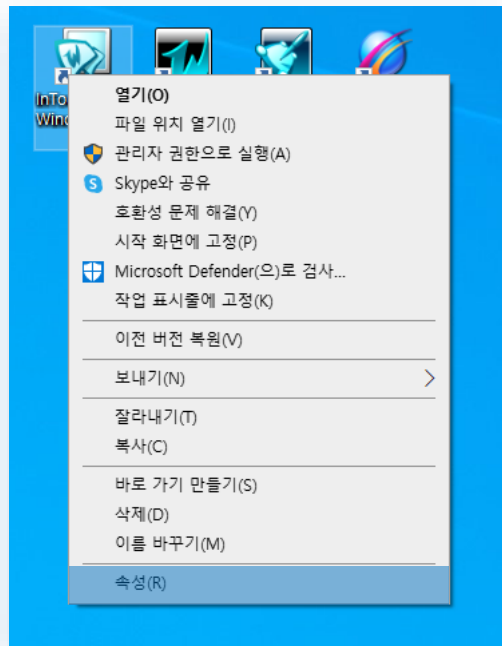 InTo
Wind
열기(O)
파일 위치 열기(I)
관리자 권한으로 실행(A)
Skype와 공유
호환성 문제 해결(Y)
시작 화면에 고정(P)
Microsoft Defender(으)로 검사...
작업 표시줄에 고정(K)
이전 버전 복원(V)
보내기(N)
잘라내기(T)
복사(C)
바로 가기 만들기(S)
삭제(D)
이름 바꾸기(M)
속성(R)